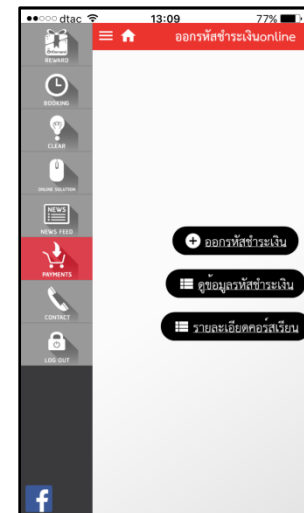 dtac 13:09 77%
ออกรหัสชำระเงินonline
REWARD
BOOKING
CLEAR
ONLINE SOLUTION
NEWS
NEWS FEED
PAYMENTS
CONTACT
LOG OUT
ออกรหัสชำระเงิน
ดูข้อมูลรหัสชำระเงิน
รายละเอียดคอร์สเรียน
f